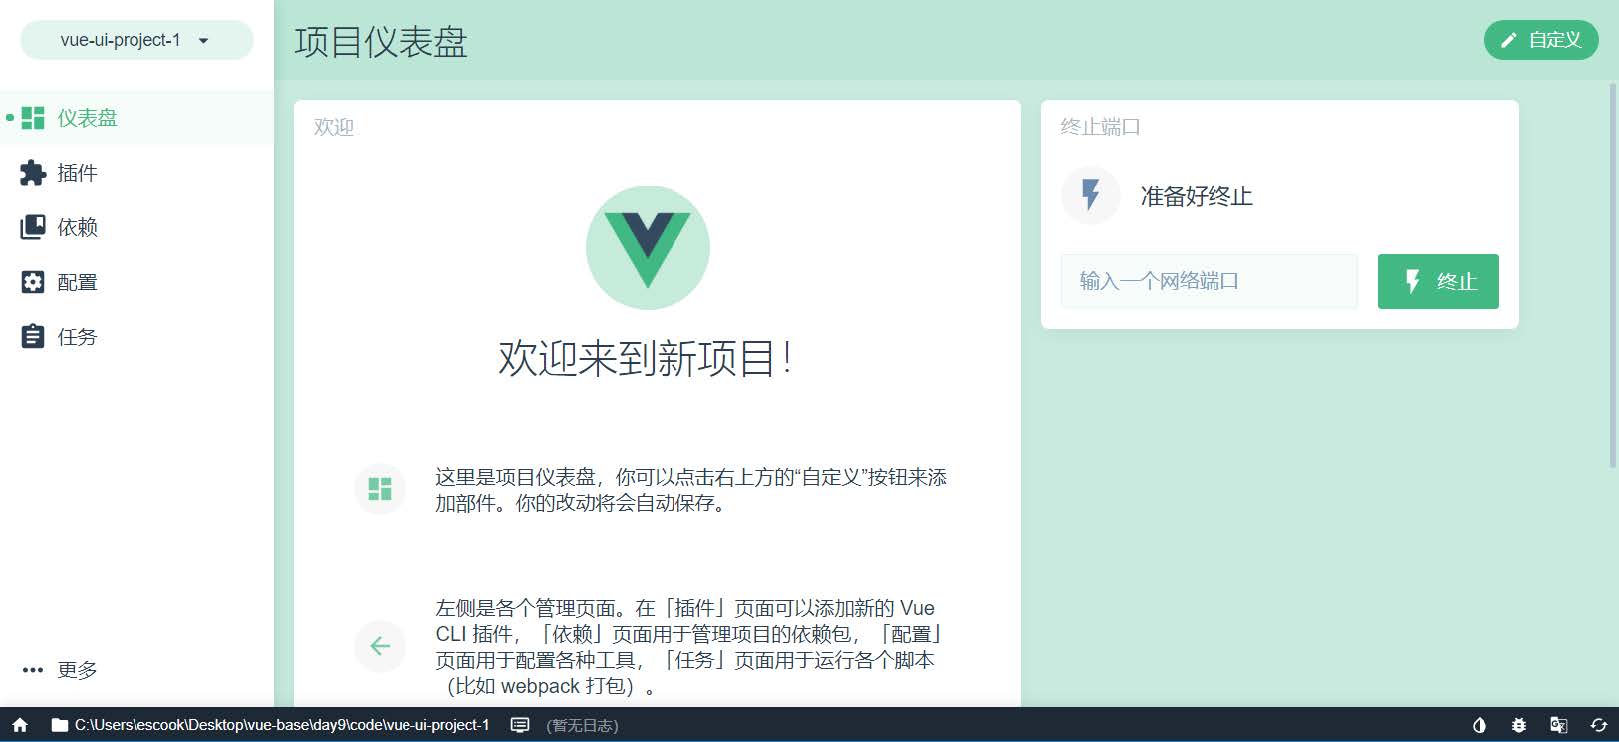 vue-ui-project-1
项目仪表盘
自定义
仪表盘
插件
依赖
配置
任务
更多
欢迎
欢迎来到新项目！
这里是项目仪表盘，你可以点击右上方的“自定义”按钮来添
加部件。你的改动将会自动保存。
左侧是各个管理页面。在「插件」页面可以添加新的 Vue
CLI 插件，「依赖」页面用于管理项目的依赖包，「配置」
页面用于配置各种工具，「任务」页面用于运行各个脚本
（比如 webpack 打包）。
终止端口
准备好终止
输入一个网络端口
终止
C:\Users\escook\Desktop\vue-base\day9\code\vue-ui-project-1
(暂无日志)